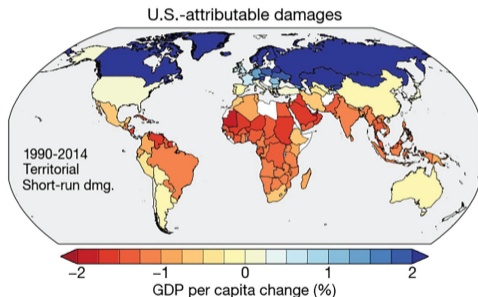 U.S.-attributable damages
1990-2014
Territorial
Short-run dmg.
−2 −1 0 1 2
GDP per capita change (%)